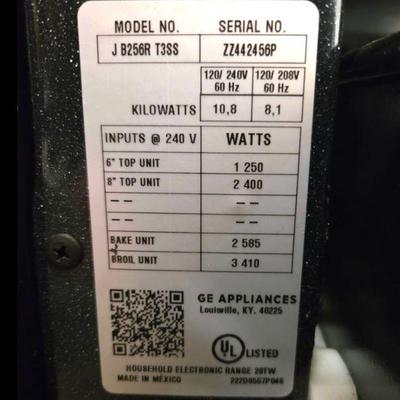 MODEL NO. SERIAL NO.
J B256R T3SS ZZ442456P
120/ 240V 120/ 208V
60 Hz 60 Hz
KILOWATTS 10,8 8,1
INPUTS @ 240 V WATTS
6" TOP UNIT 1 250
8" TOP UNIT 2 400
-- --
-- --
BAKE UNIT 2 585
BROIL UNIT 3 410
GE APPLIANCES
Louisville, KY. 40225
UL LISTED
HOUSEHOLD ELECTRONIC RANGE 28TW
MADE IN MÉXICO 222D9567P046